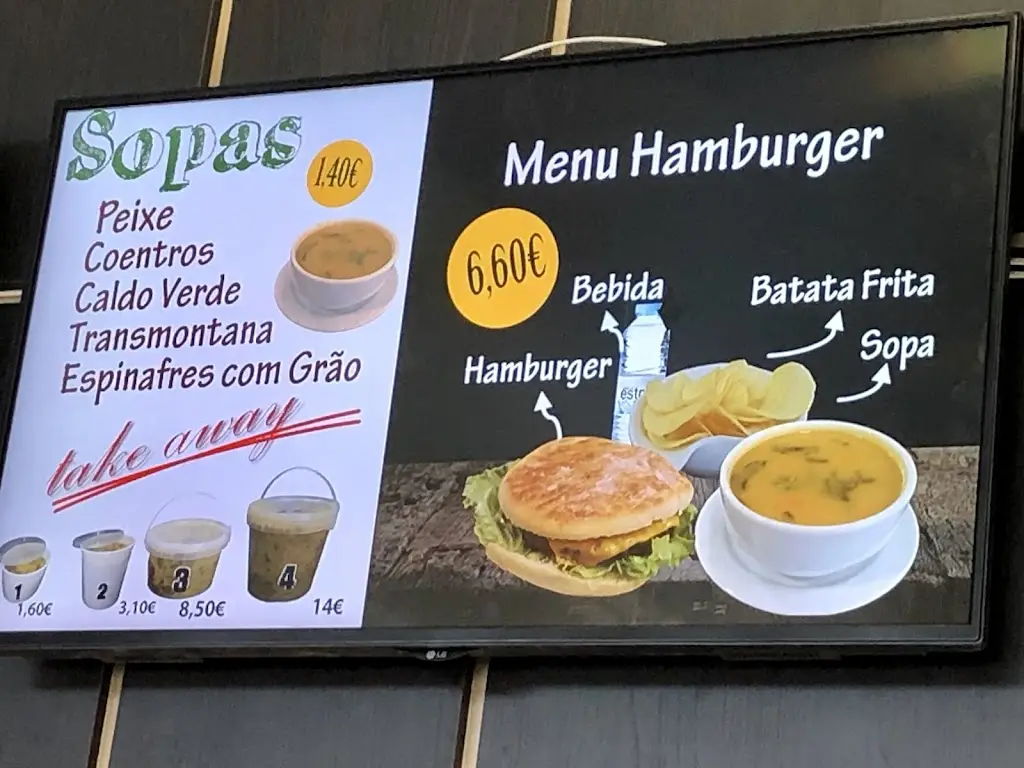 Sopas
1,40€
Peixe
Coentros
Caldo Verde
Transmontana
Espinafres com Grão
take away
1
2
3
4
1,60€
3,10€
8,50€
14€
Menu Hamburger
6,60€
Bebida
Batata Frita
Hamburger
Sopa
LG